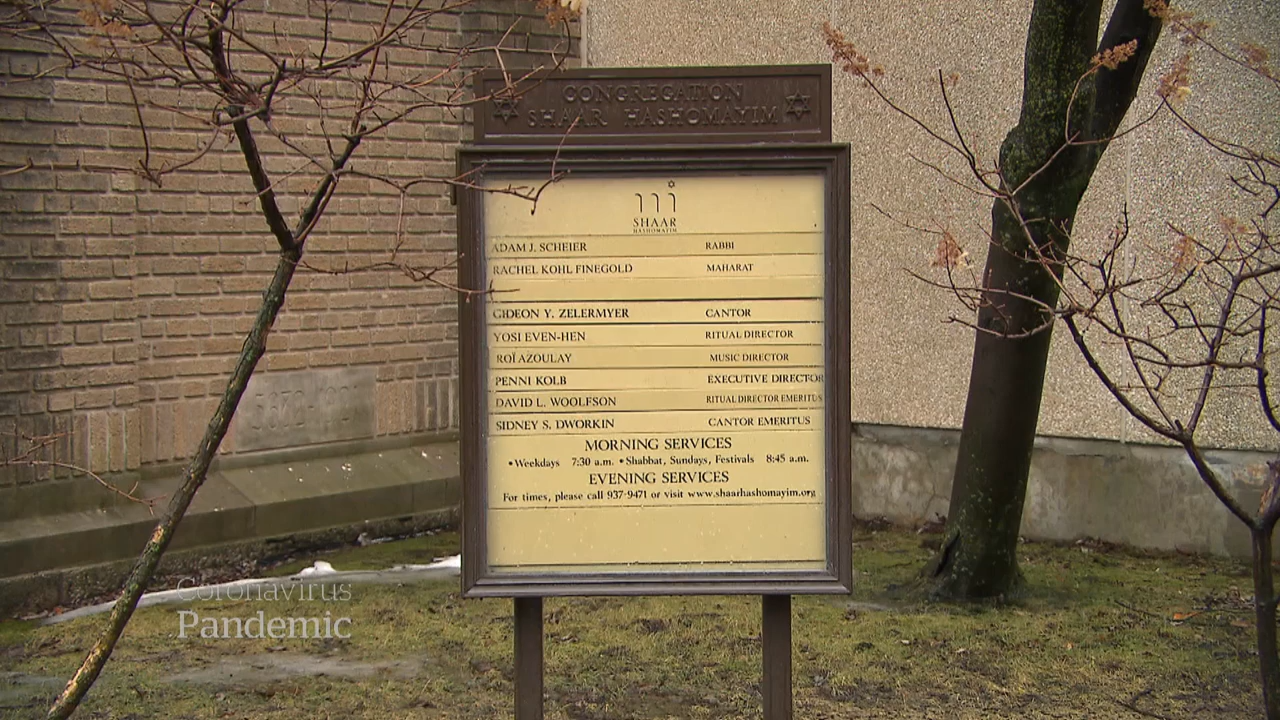 CONGREGATION
SHAAR HASHOMAYIM
SHAAR
HASHOMAYIM
ADAM J. SCHEIER RABBI
RACHEL KOHL FINEGOLD MAHARAT
GIDEON Y. ZELERMYER CANTOR
YOSI EVEN-HEN RITUAL DIRECTOR
ROÏ AZOULAY MUSIC DIRECTOR
PENNI KOLB EXECUTIVE DIRECTOR
DAVID L. WOOLFSON RITUAL DIRECTOR EMERITUS
SIDNEY S. DWORKIN CANTOR EMERITUS
MORNING SERVICES
•Weekdays 7:30 a.m. •Shabbat, Sundays, Festivals 8:45 a.m.
EVENING SERVICES
For times, please call 937-9471 or visit www.shaarhashomayim.org
Coronavirus
Pandemic